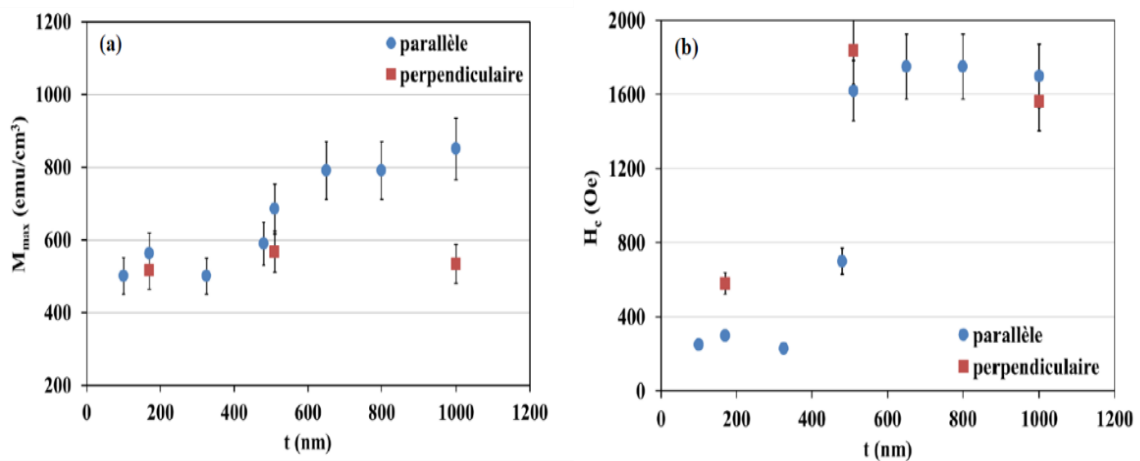 1200
1000
800
600
400
200
0 200 400 600 800 1000 1200
M_max (emu/cm³)
t (nm)
(a)
parallèle
perpendiculaire
2000
1600
1200
800
400
0
0 200 400 600 800 1000 1200
H_c (Oe)
t (nm)
(b)
parallèle
perpendiculaire